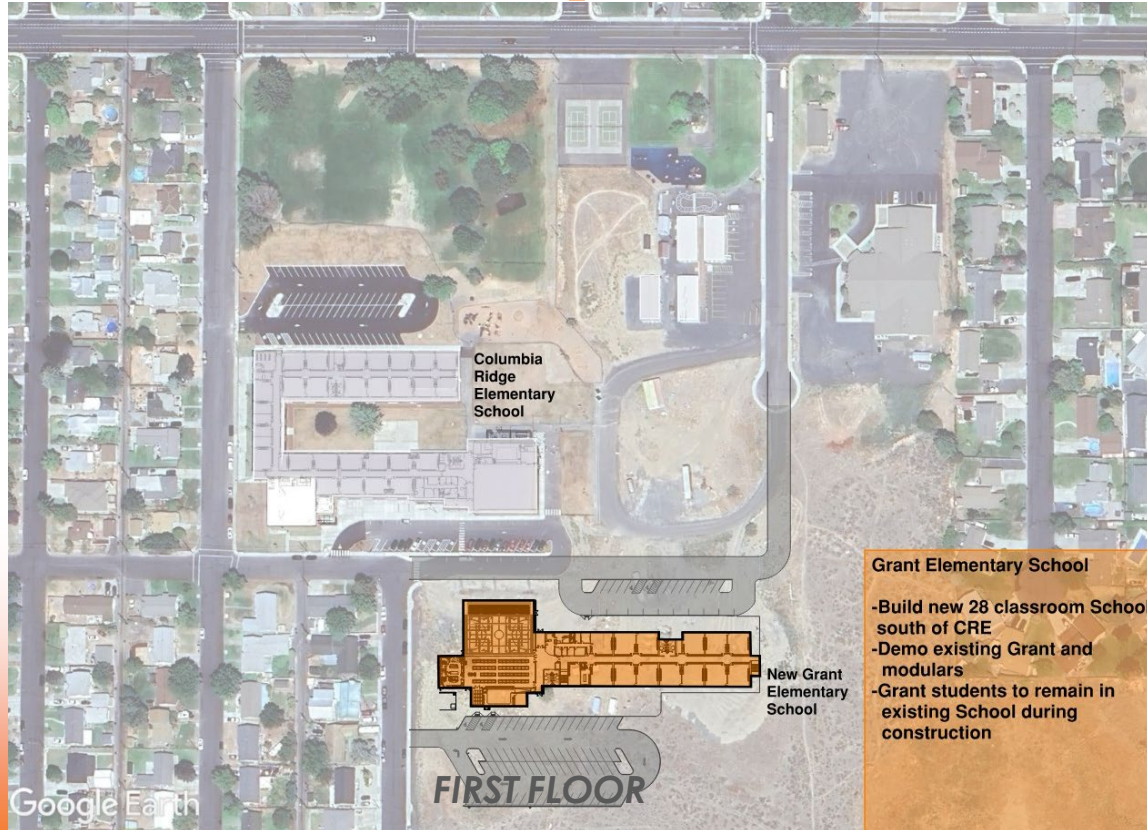 Columbia
Ridge
Elementary
School
Grant Elementary School
-Build new 28 classroom Schoo
south of CRE
-Demo existing Grant and
modulars
-Grant students to remain in
existing School during
construction
New Grant
Elementary
School
FIRST FLOOR
Google Earth